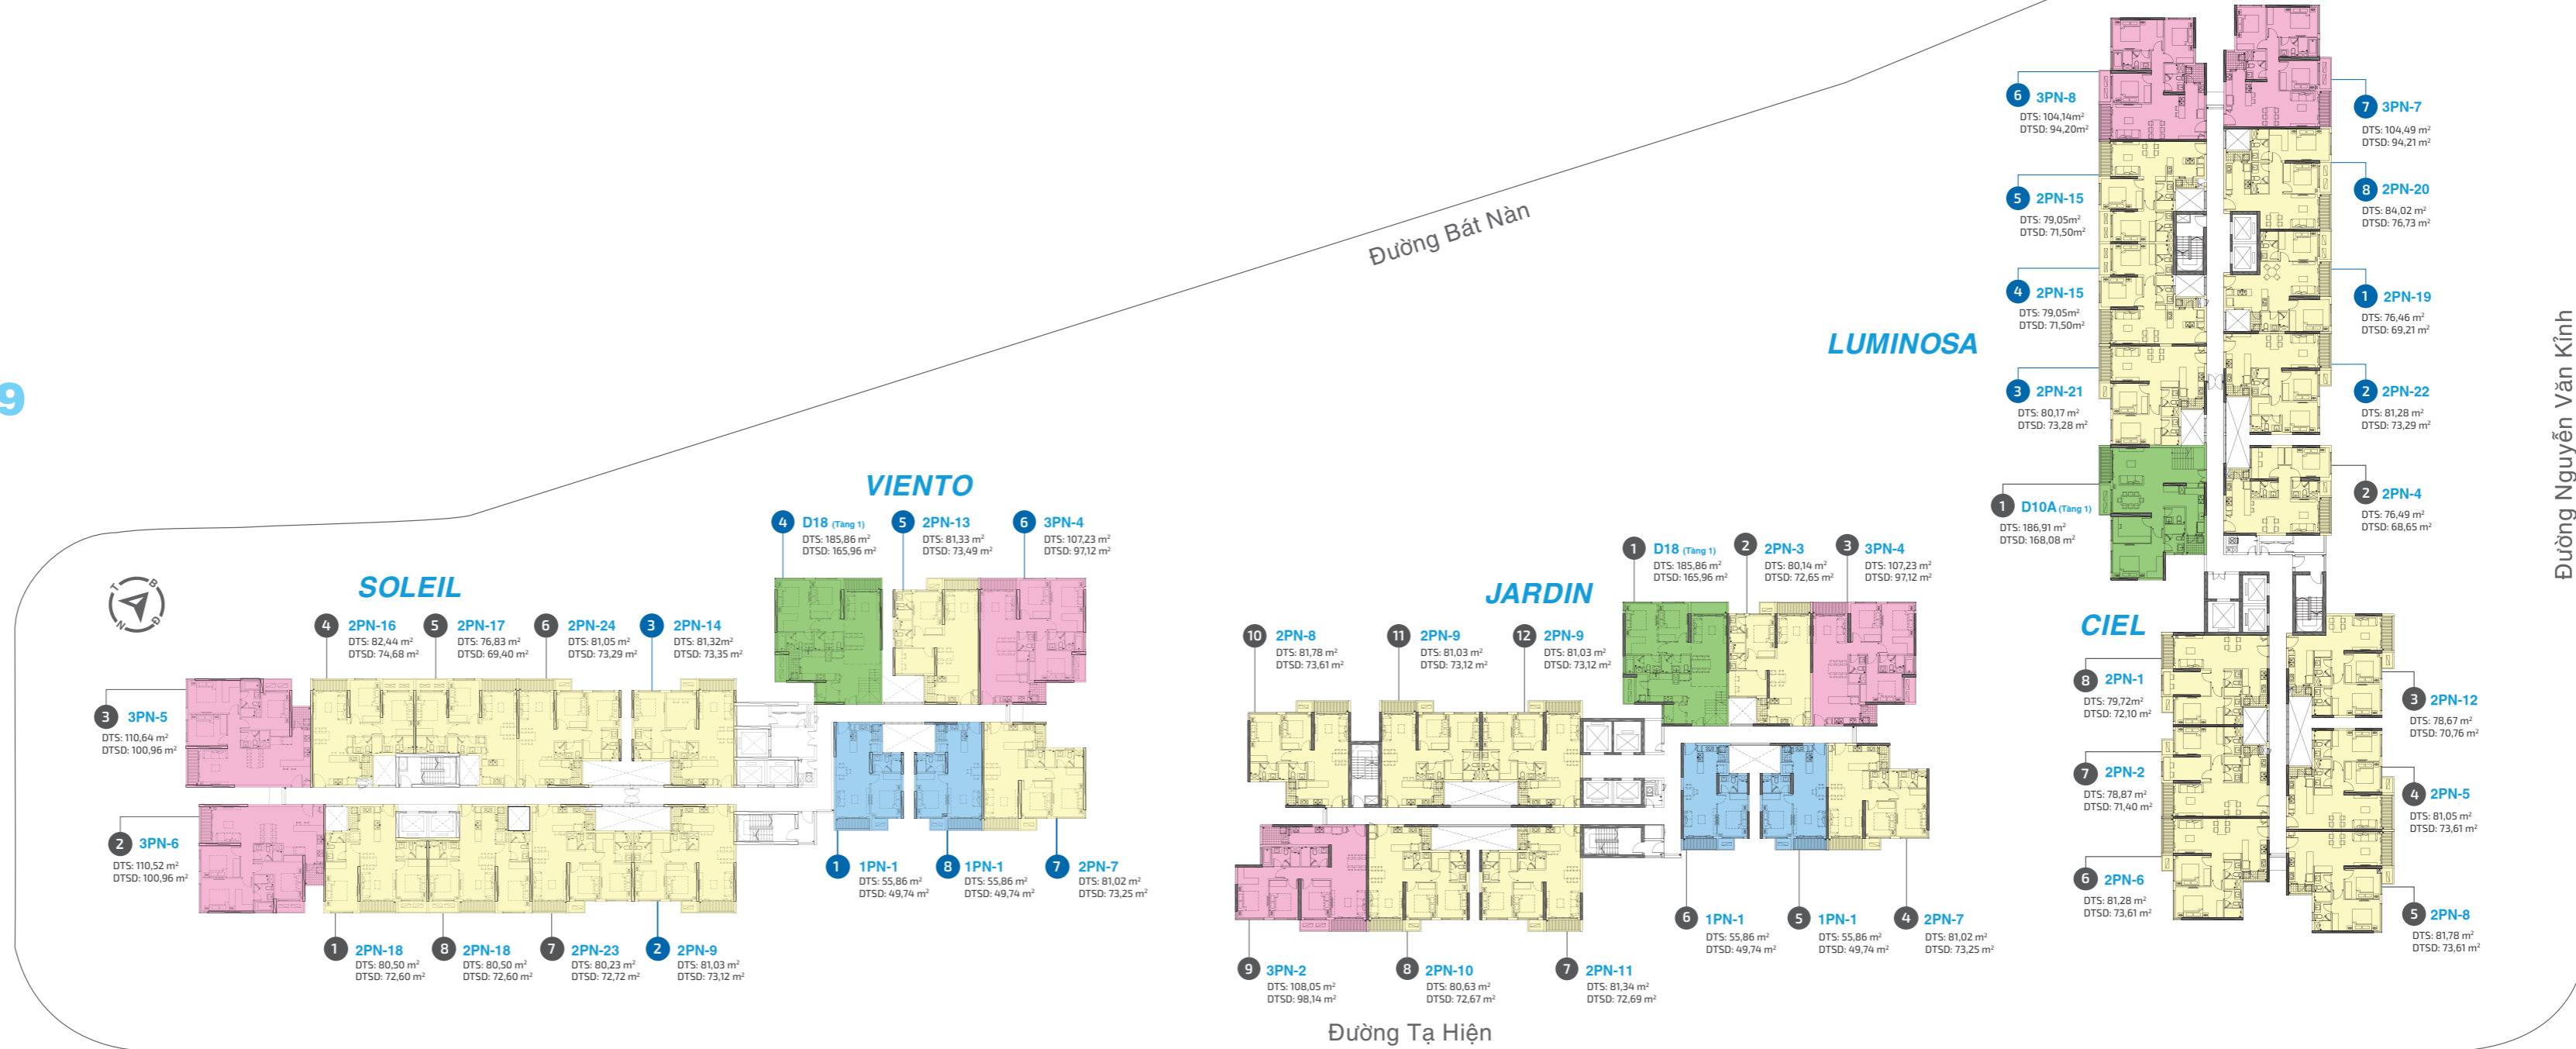 9
Đường Bát Nàn
Đường Nguyễn Văn Kỉnh
Đường Tạ Hiện
T
B
N
Đ
SOLEIL
4 2PN-16
DTS: 82,44 m²
DTSD: 74,68 m²
5 2PN-17
DTS: 76,83 m²
DTSD: 69,40 m²
6 2PN-24
DTS: 81,05 m²
DTSD: 73,29 m²
3 2PN-14
DTS: 81,32m²
DTSD: 73,35 m²
3 3PN-5
DTS: 110,64 m²
DTSD: 100,96 m²
2 3PN-6
DTS: 110,52 m²
DTSD: 100,96 m²
1 2PN-18
DTS: 80,50 m²
DTSD: 72,60 m²
8 2PN-18
DTS: 80,50 m²
DTSD: 72,60 m²
7 2PN-23
DTS: 80,23 m²
DTSD: 72,72 m²
2 2PN-9
DTS: 81,03 m²
DTSD: 73,12 m²
VIENTO
4 D18 (Tầng 1)
DTS: 185,86 m²
DTSD: 165,96 m²
5 2PN-13
DTS: 81,33 m²
DTSD: 73,49 m²
6 3PN-4
DTS: 107,23 m²
DTSD: 97,12 m²
1 1PN-1
DTS: 55,86 m²
DTSD: 49,74 m²
8 1PN-1
DTS: 55,86 m²
DTSD: 49,74 m²
7 2PN-7
DTS: 81,02 m²
DTSD: 73,25 m²
JARDIN
1 D18 (Tầng 1)
DTS: 185,86 m²
DTSD: 165,96 m²
2 2PN-3
DTS: 80,14 m²
DTSD: 72,65 m²
3 3PN-4
DTS: 107,23 m²
DTSD: 97,12 m²
10 2PN-8
DTS: 81,78 m²
DTSD: 73,61 m²
11 2PN-9
DTS: 81,03 m²
DTSD: 73,12 m²
12 2PN-9
DTS: 81,03 m²
DTSD: 73,12 m²
9 3PN-2
DTS: 108,05 m²
DTSD: 98,14 m²
8 2PN-10
DTS: 80,63 m²
DTSD: 72,67 m²
7 2PN-11
DTS: 81,34 m²
DTSD: 72,69 m²
6 1PN-1
DTS: 55,86 m²
DTSD: 49,74 m²
5 1PN-1
DTS: 55,86 m²
DTSD: 49,74 m²
4 2PN-7
DTS: 81,02 m²
DTSD: 73,25 m²
LUMINOSA
6 3PN-8
DTS: 104,14m²
DTSD: 94,20m²
7 3PN-7
DTS: 104,49 m²
DTSD: 94,21 m²
5 2PN-15
DTS: 79,05m²
DTSD: 71,50m²
8 2PN-20
DTS: 84,02 m²
DTSD: 76,73 m²
4 2PN-15
DTS: 79,05m²
DTSD: 71,50m²
1 2PN-19
DTS: 76,46 m²
DTSD: 69,21 m²
3 2PN-21
DTS: 80,17 m²
DTSD: 73,28 m²
2 2PN-22
DTS: 81,28 m²
DTSD: 73,29 m²
1 D10A (Tầng 1)
DTS: 186,91 m²
DTSD: 168,08 m²
2 2PN-4
DTS: 76,49 m²
DTSD: 68,65 m²
CIEL
8 2PN-1
DTS: 79,72m²
DTSD: 72,10 m²
3 2PN-12
DTS: 78,67 m²
DTSD: 70,76 m²
7 2PN-2
DTS: 78,87 m²
DTSD: 71,40 m²
4 2PN-5
DTS: 81,05 m²
DTSD: 73,61 m²
6 2PN-6
DTS: 81,28 m²
DTSD: 73,61 m²
5 2PN-8
DTS: 81,78 m²
DTSD: 73,61 m²